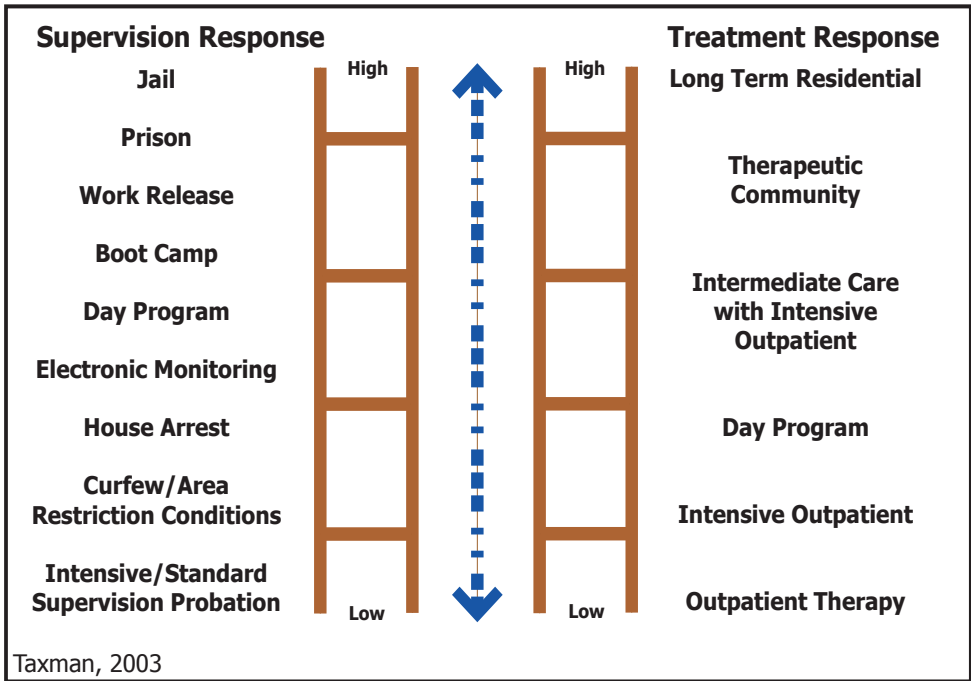 Supervision Response
Jail
Prison
Work Release
Boot Camp
Day Program
Electronic Monitoring
House Arrest
Curfew/Area
Restriction Conditions
Intensive/Standard
Supervision Probation
High
Low
High
Low
Treatment Response
Long Term Residential
Therapeutic
Community
Intermediate Care
with Intensive
Outpatient
Day Program
Intensive Outpatient
Outpatient Therapy
Taxman, 2003